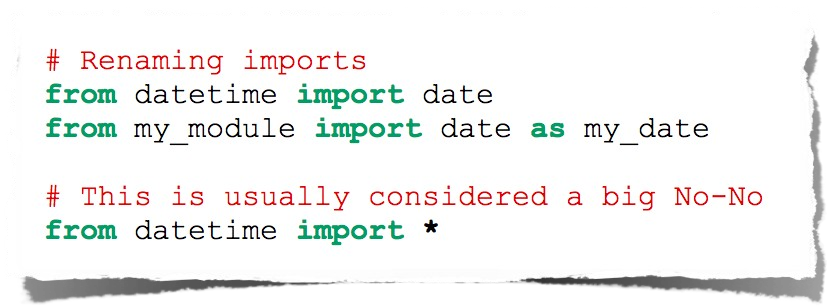 # Renaming imports
from datetime import date
from my_module import date as my_date
# This is usually considered a big No-No
from datetime import *